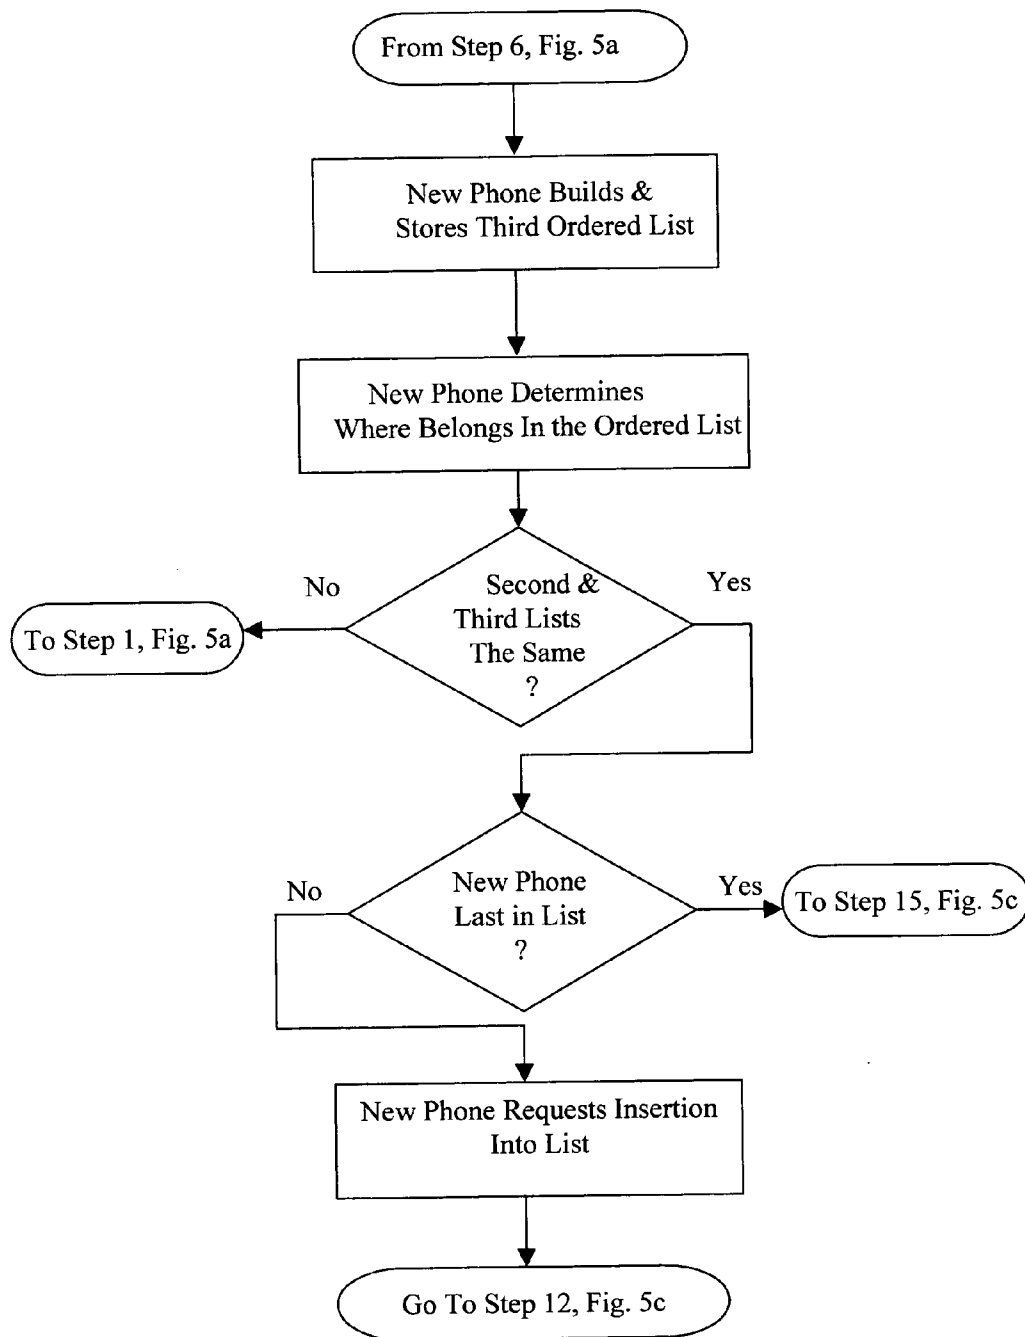 From Step 6, Fig. 5a
New Phone Builds &
Stores Third Ordered List
New Phone Determines
Where Belongs In the Ordered List
No
Second &
Yes
Third Lists
To Step 1, Fig. 5a
The Same
?
No
New Phone
Yes
Last in List
To Step 15, Fig. 5c
?
New Phone Requests Insertion
Into List
Go To Step 12, Fig. 5c